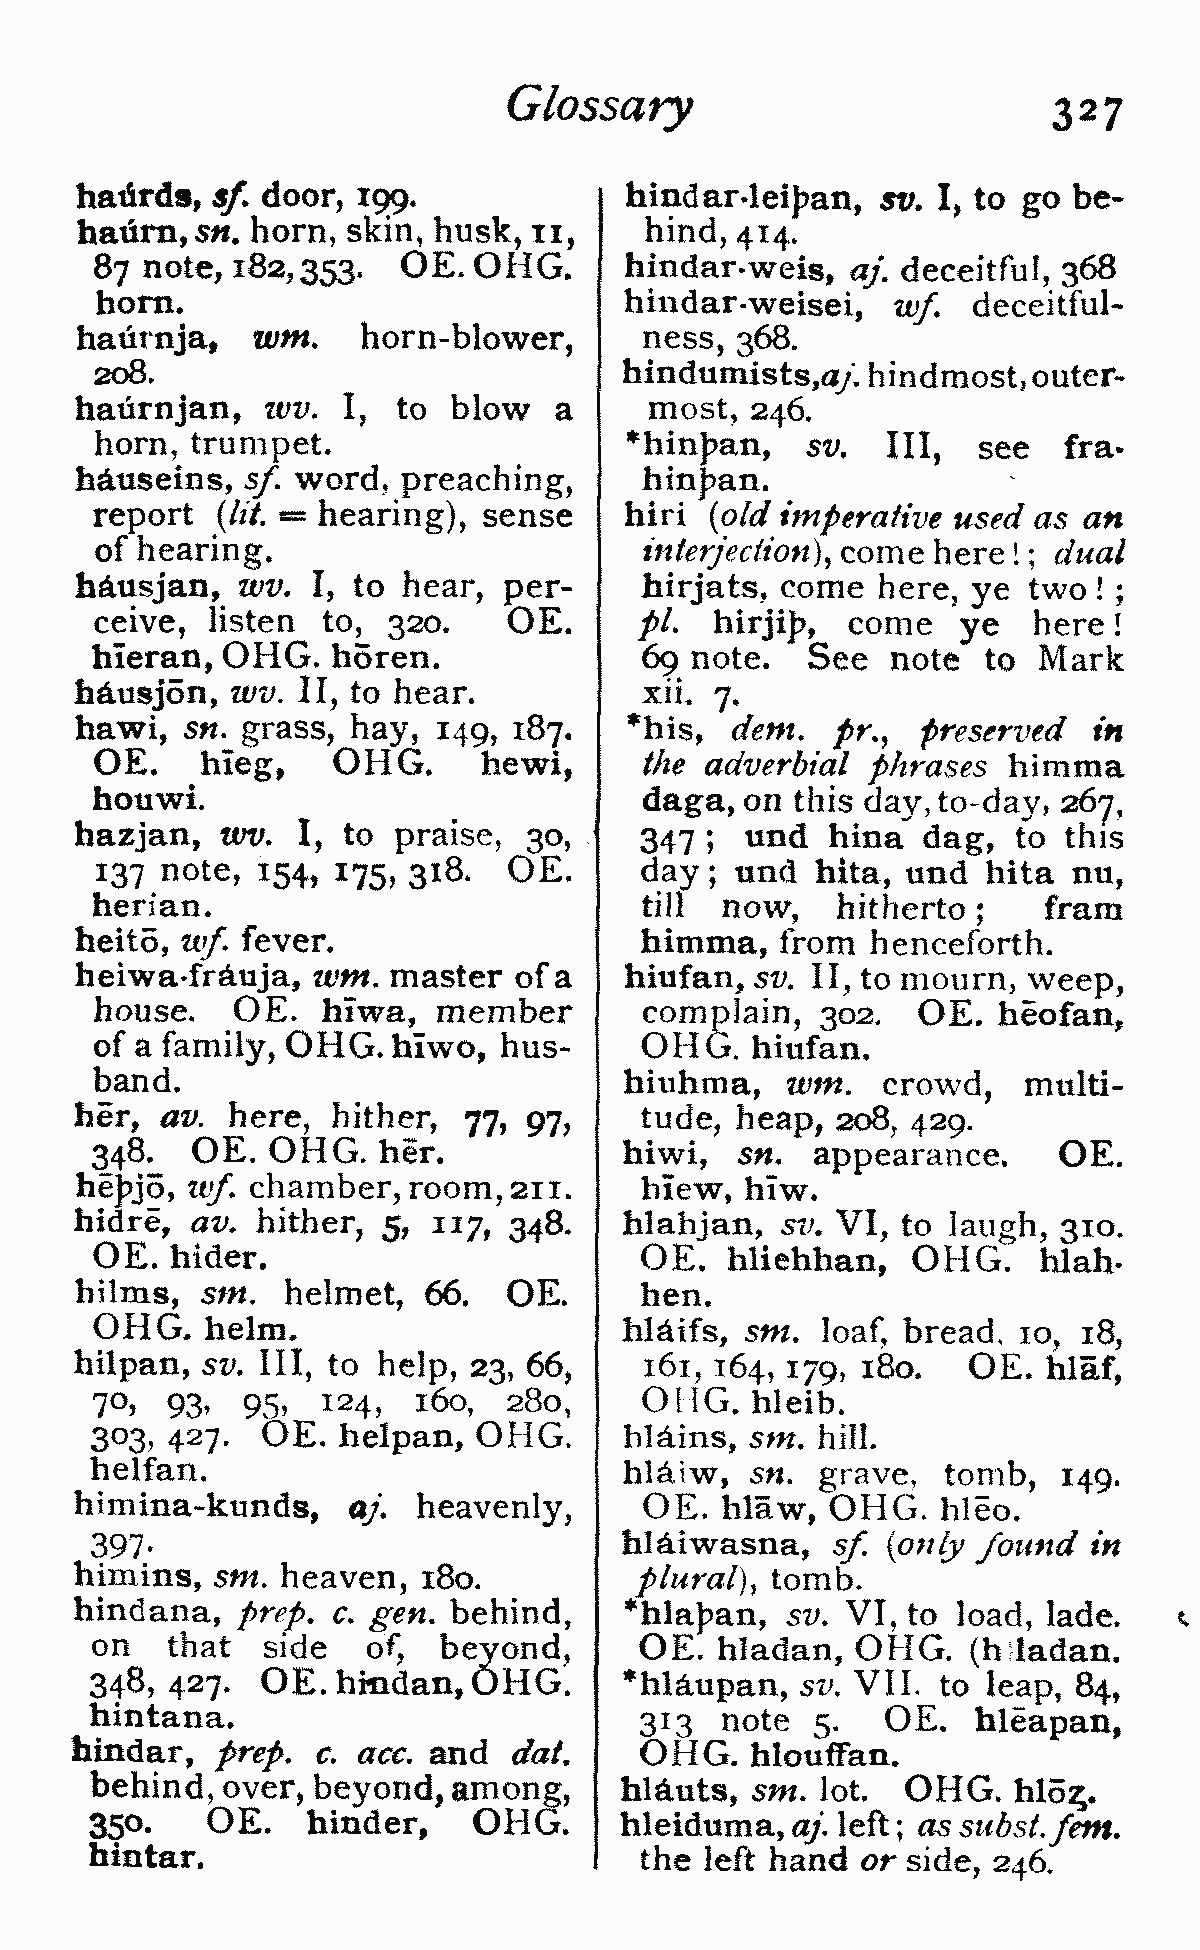 Glossary 327
haúrds, sf. door, 199.
haúrn, sn. horn, skin, husk, 11,
87 note, 182, 353. OE. OHG.
horn.
haúrnja, wm. horn-blower,
208.
haúrnjan, wv. I, to blow a
horn, trumpet.
háuseins, sf. word, preaching,
report (lit. = hearing), sense
of hearing.
háusjan, wv. I, to hear, per-
ceive, listen to, 320. OE.
hīeran, OHG. hōren.
háusjōn, wv. II, to hear.
hawi, sn. grass, hay, 149, 187.
OE. hīeg, OHG. hewi,
houwi.
hazjan, wv. I, to praise, 30,
137 note, 154, 175, 318. OE.
herian.
heitō, wf. fever.
heiwa·fráuja, wm. master of a
house. OE. hīwa, member
of a family, OHG. hīwo, hus-
band.
hēr, av. here, hither, 77, 97,
348. OE. OHG. hēr.
hēþjō, wf. chamber, room, 211.
hidrē, av. hither, 5, 117, 348.
OE. hider.
hilms, sm. helmet, 66. OE.
OHG. helm.
hilpan, sv. III, to help, 23, 66,
70, 93, 95, 124, 160, 280,
303, 427. OE. helpan, OHG.
helfan.
himina-kunds, aj. heavenly,
397.
himins, sm. heaven, 180.
hindana, prep. c. gen. behind,
on that side of, beyond,
348, 427. OE. hindan, OHG.
hintana.
hindar, prep. c. acc. and dat.
behind, over, beyond, among,
350. OE. hinder, OHG.
hintar.
hindar·leiþan, sv. I, to go be-
hind, 414.
hindar·weis, aj. deceitful, 368
hindar-weisei, wf. deceitful-
ness, 368.
hindumists, aj. hindmost, outer-
most, 246.
*hinþan, sv. III, see fra·
hinþan.
hiri (old imperative used as an
interjection), come here!; dual
hirjats, come here, ye two!;
pl. hirjiþ, come ye here!
69 note. See note to Mark
xii. 7.
*his, dem. pr., preserved in
the adverbial phrases himma
daga, on this day, to-day, 267,
347; und hina dag, to this
day; und hita, und hita nu,
till now, hitherto; fram
himma, from henceforth.
hiufan, sv. II, to mourn, weep,
complain, 302. OE. hēofan,
OHG. hiufan.
hiuhma, wm. crowd, multi-
tude, heap, 208, 429.
hiwi, sn. appearance. OE.
hīew, hīw.
hlahjan, sv. VI, to laugh, 310.
OE. hliehhan, OHG. hlah-
hen.
hláifs, sm. loaf, bread, 10, 18,
161, 164, 179, 180. OE. hlāf,
OHG. hleib.
hláins, sm. hill.
hláiw, sn. grave, tomb, 149.
OE. hlāw, OHG. hlēo.
hláiwasna, sf. (only found in
plural), tomb.
*hlaþan, sv. VI, to load, lade.
OE. hladan, OHG. (h)ladan.
*hláupan, sv. VII. to leap, 84,
313 note 5. OE. hlēapan,
OHG. hlouffan.
hláuts, sm. lot. OHG. hlōȥ.
hleiduma, aj. left; as subst. fem.
the left hand or side, 246.